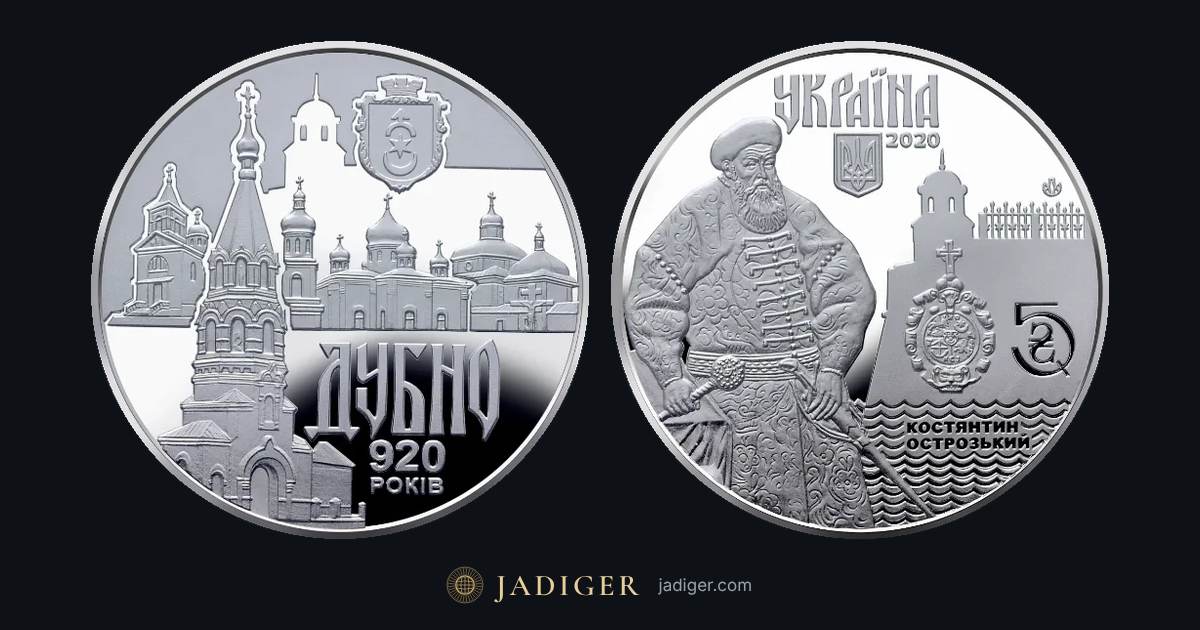 ДУБНО
920
РОКІВ
УКРАЇНА
2020
5
КОСТЯНТИН
ОСТРОЗЬКИЙ
JADIGER jadiger.com